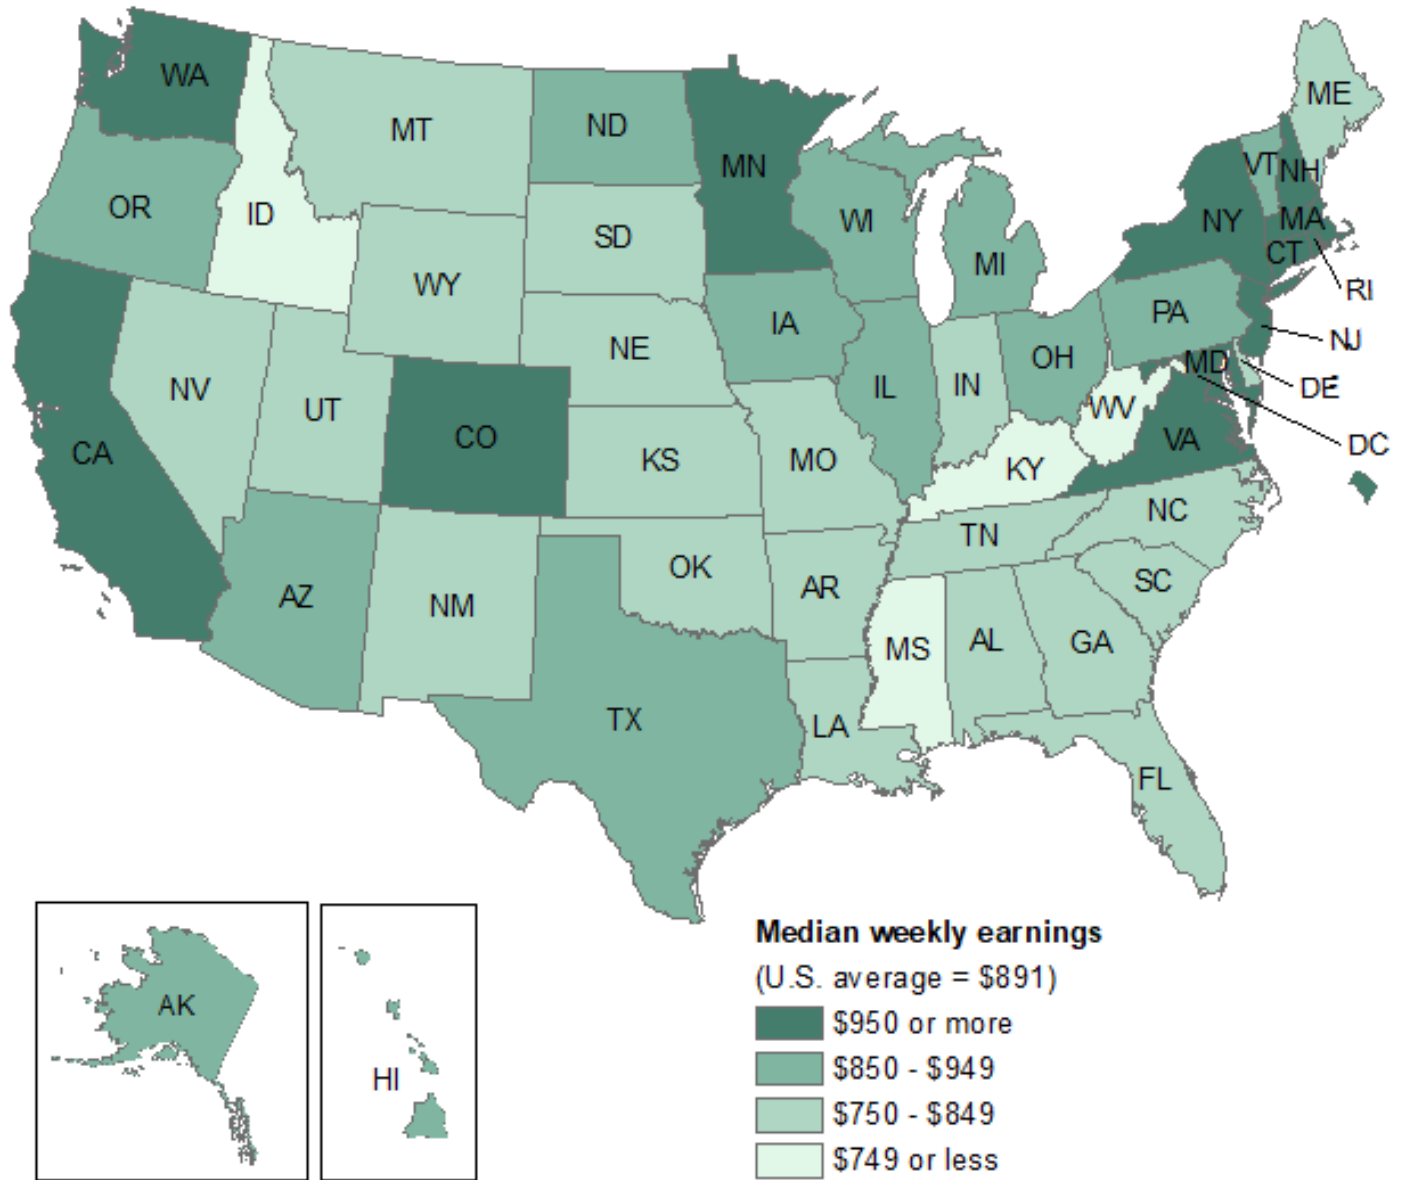 WA
MT
ND
MN
ME
VT
NH
OR
ID
SD
WI
NY
MA
CT
MI
WY
RI
IA
PA
NE
NJ
OH
MD
NV
UT
IL
IN
DE
WV
CO
CA
KS
MO
KY
VA
DC
NC
TN
OK
AR
SC
AZ
NM
MS
AL
GA
TX
LA
FL
AK
HI
Median weekly earnings
(U.S. average = $891)
$950 or more
$850 - $949
$750 - $849
$749 or less